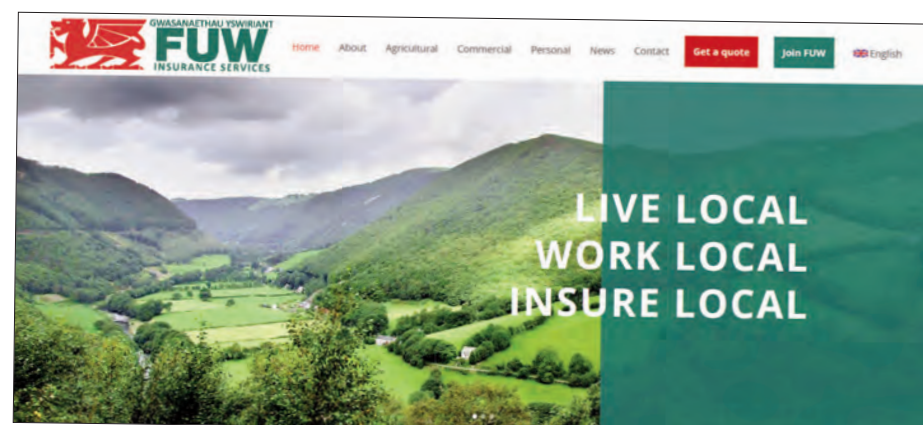 GWASANAETHAU YSWIRIANT
FUW
INSURANCE SERVICES
Home About Agricultural Commercial Personal News Contact Get a quote Join FUW English
LIVE LOCAL
WORK LOCAL
INSURE LOCAL